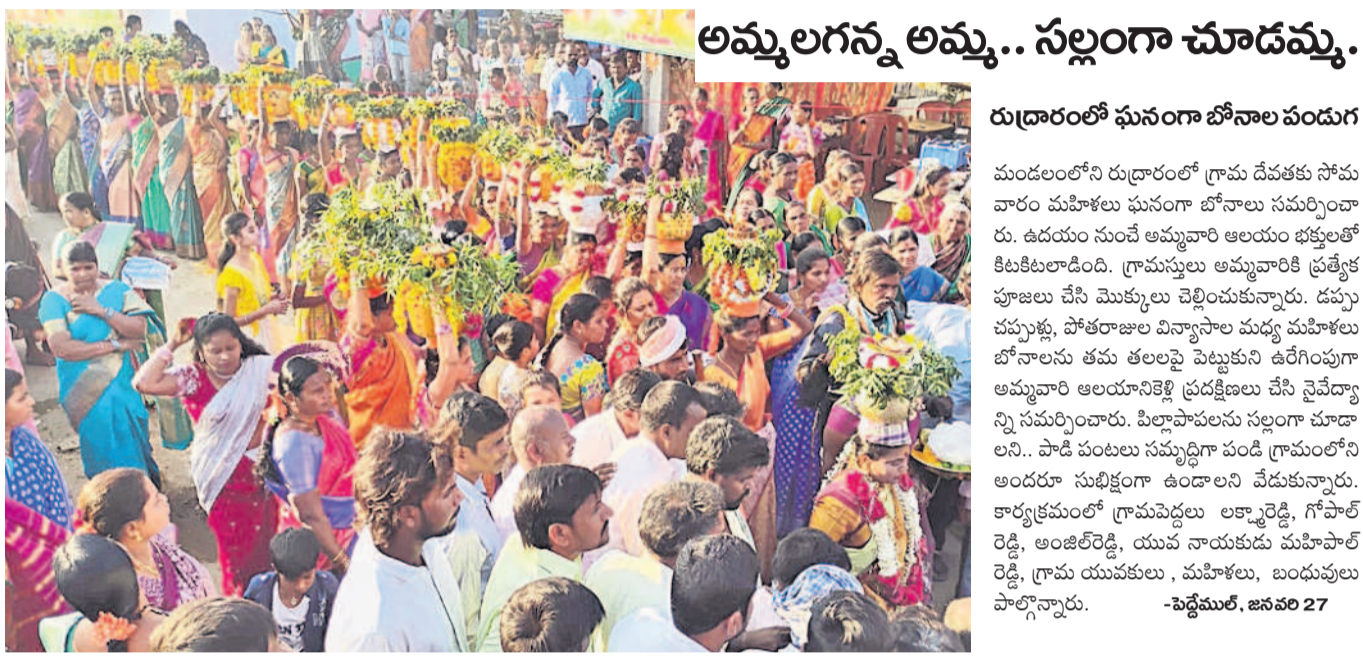 అమ్మలగన్న అమ్మ.. సల్లంగా చూడమ్మ.
రుద్రారంలో ఘనంగా బోనాల పండుగ
మండలంలోని రుద్రారంలో గ్రామ దేవతకు సోమ
వారం మహిళలు ఘనంగా బోనాలు సమర్పించా
రు. ఉదయం నుంచే అమ్మవారి ఆలయం భక్తులతో
కిటకిటలాడింది. గ్రామస్తులు అమ్మవారికి ప్రత్యేక
పూజలు చేసి మొక్కులు చెల్లించుకున్నారు. డప్పు
చప్పుళ్లు, పోతరాజుల విన్యాసాల మధ్య మహిళలు
బోనాలను తమ తలలపై పెట్టుకుని ఊరేగింపుగా
అమ్మవారి ఆలయానికెళ్లి ప్రదక్షిణలు చేసి నైవేద్యా
న్ని సమర్పించారు. పిల్లాపాపలను సల్లంగా చూడా
లని.. పాడి పంటలు సమృద్ధిగా పండి గ్రామంలోని
అందరూ సుభిక్షంగా ఉండాలని వేడుకున్నారు.
కార్యక్రమంలో గ్రామపెద్దలు లక్ష్మారెడ్డి, గోపాల్
రెడ్డి, అంజిల్‌రెడ్డి, యువ నాయకుడు మహిపాల్
రెడ్డి, గ్రామ యువకులు , మహిళలు, బంధువులు
పాల్గొన్నారు. -పెద్దేముల్, జనవరి 27